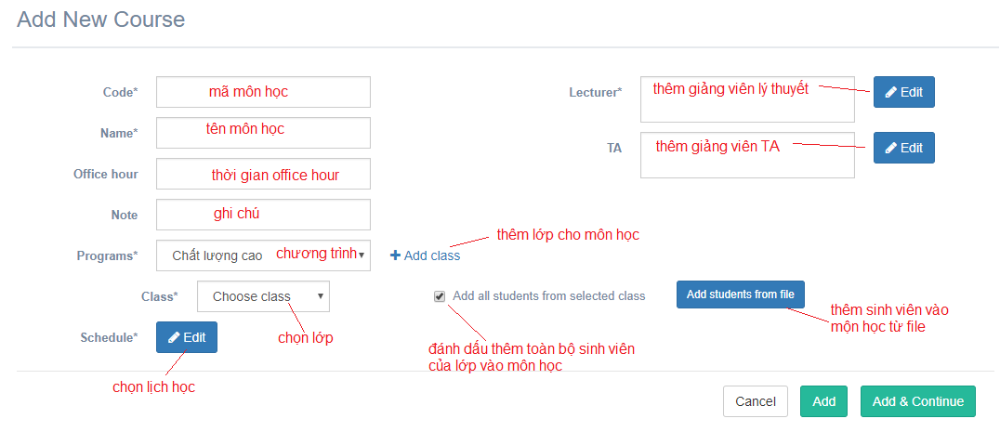 Add New Course
Code* mã môn học
Lecturer* thêm giảng viên lý thuyết Edit
Name* tên môn học
TA thêm giảng viên TA Edit
Office hour thời gian office hour
Note ghi chú
thêm lớp cho môn học
Programs* Chất lượng cao chương trình + Add class
Class* Choose class Add all students from selected class Add students from file
thêm sinh viên vào
môn học từ file
chọn lớp
Schedule* Edit
đánh dấu thêm toàn bộ sinh viên
của lớp vào môn học
chọn lịch học
Cancel Add Add & Continue